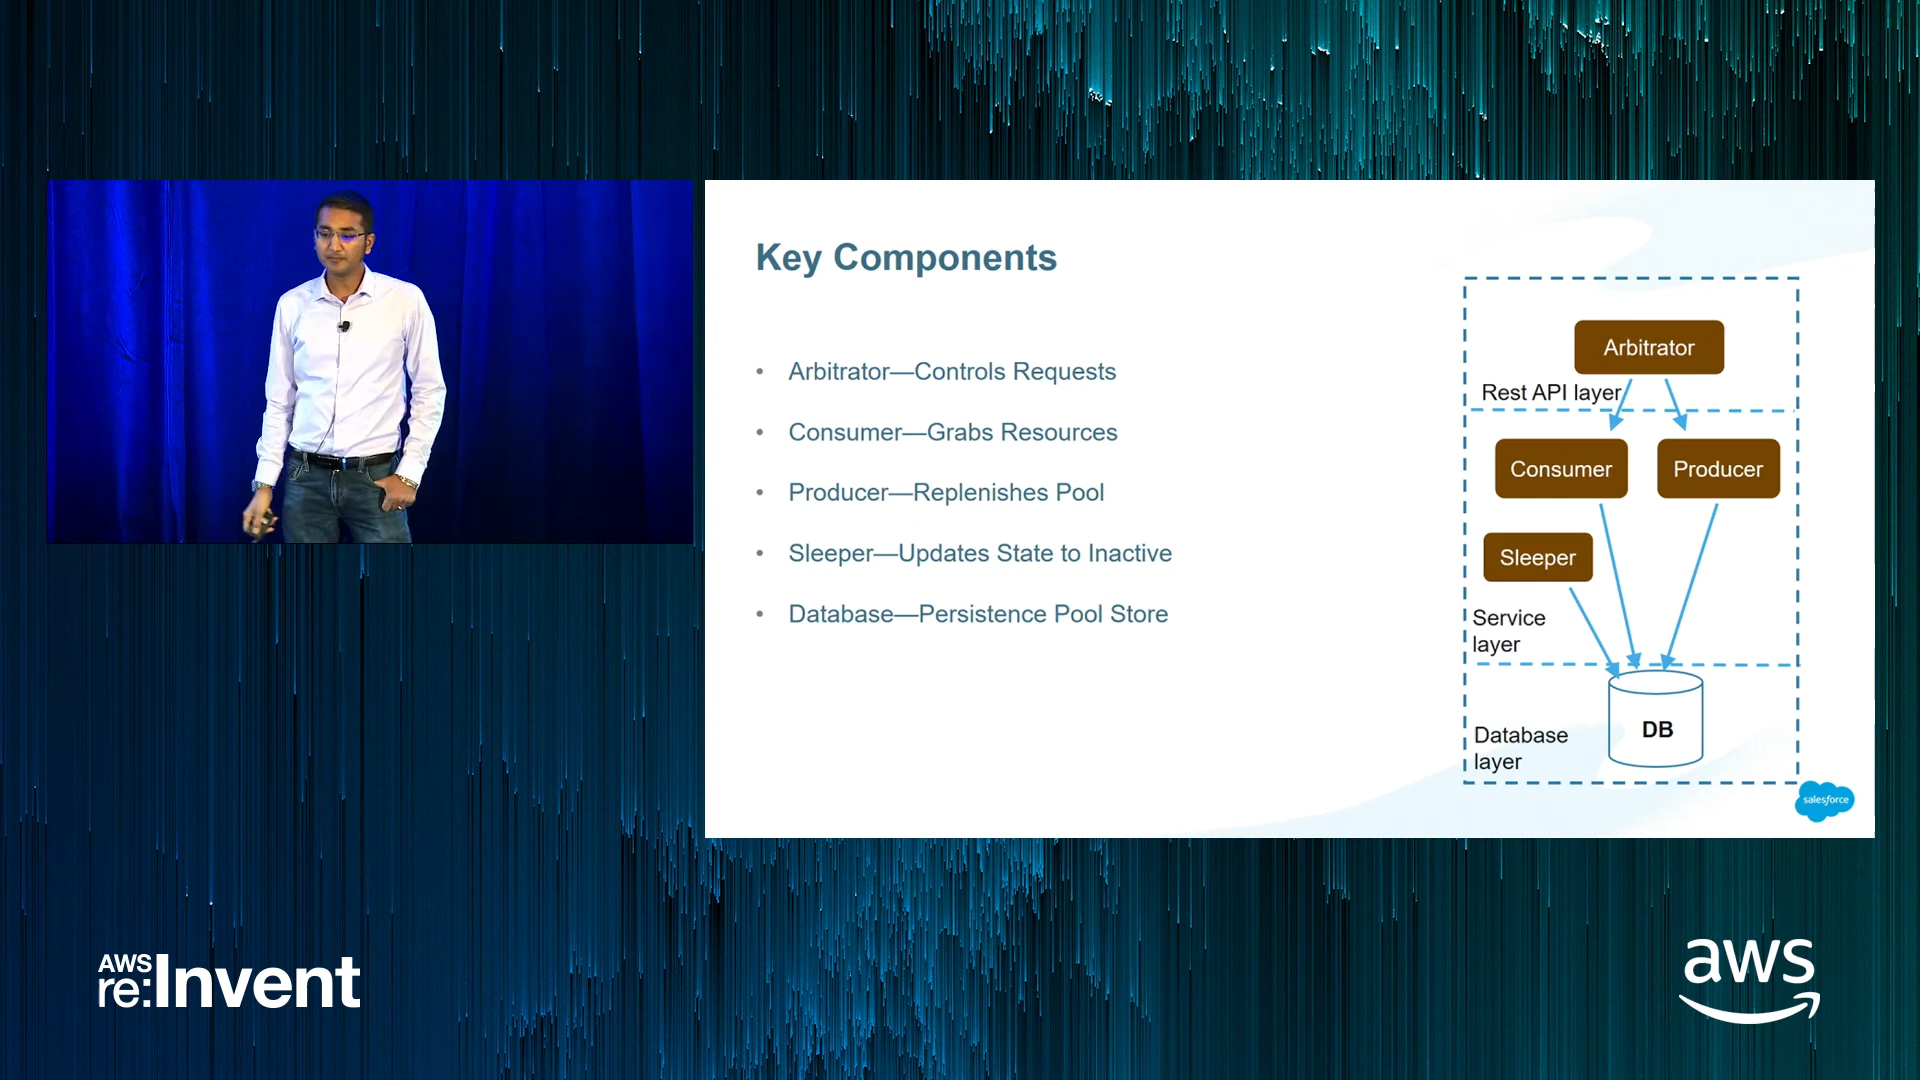 Key Components
• Arbitrator—Controls Requests
• Consumer—Grabs Resources
• Producer—Replenishes Pool
• Sleeper—Updates State to Inactive
• Database—Persistence Pool Store
Arbitrator
Rest API layer
Consumer
Producer
Sleeper
Service
layer
DB
Database
layer
salesforce
AWS
re:Invent
aws